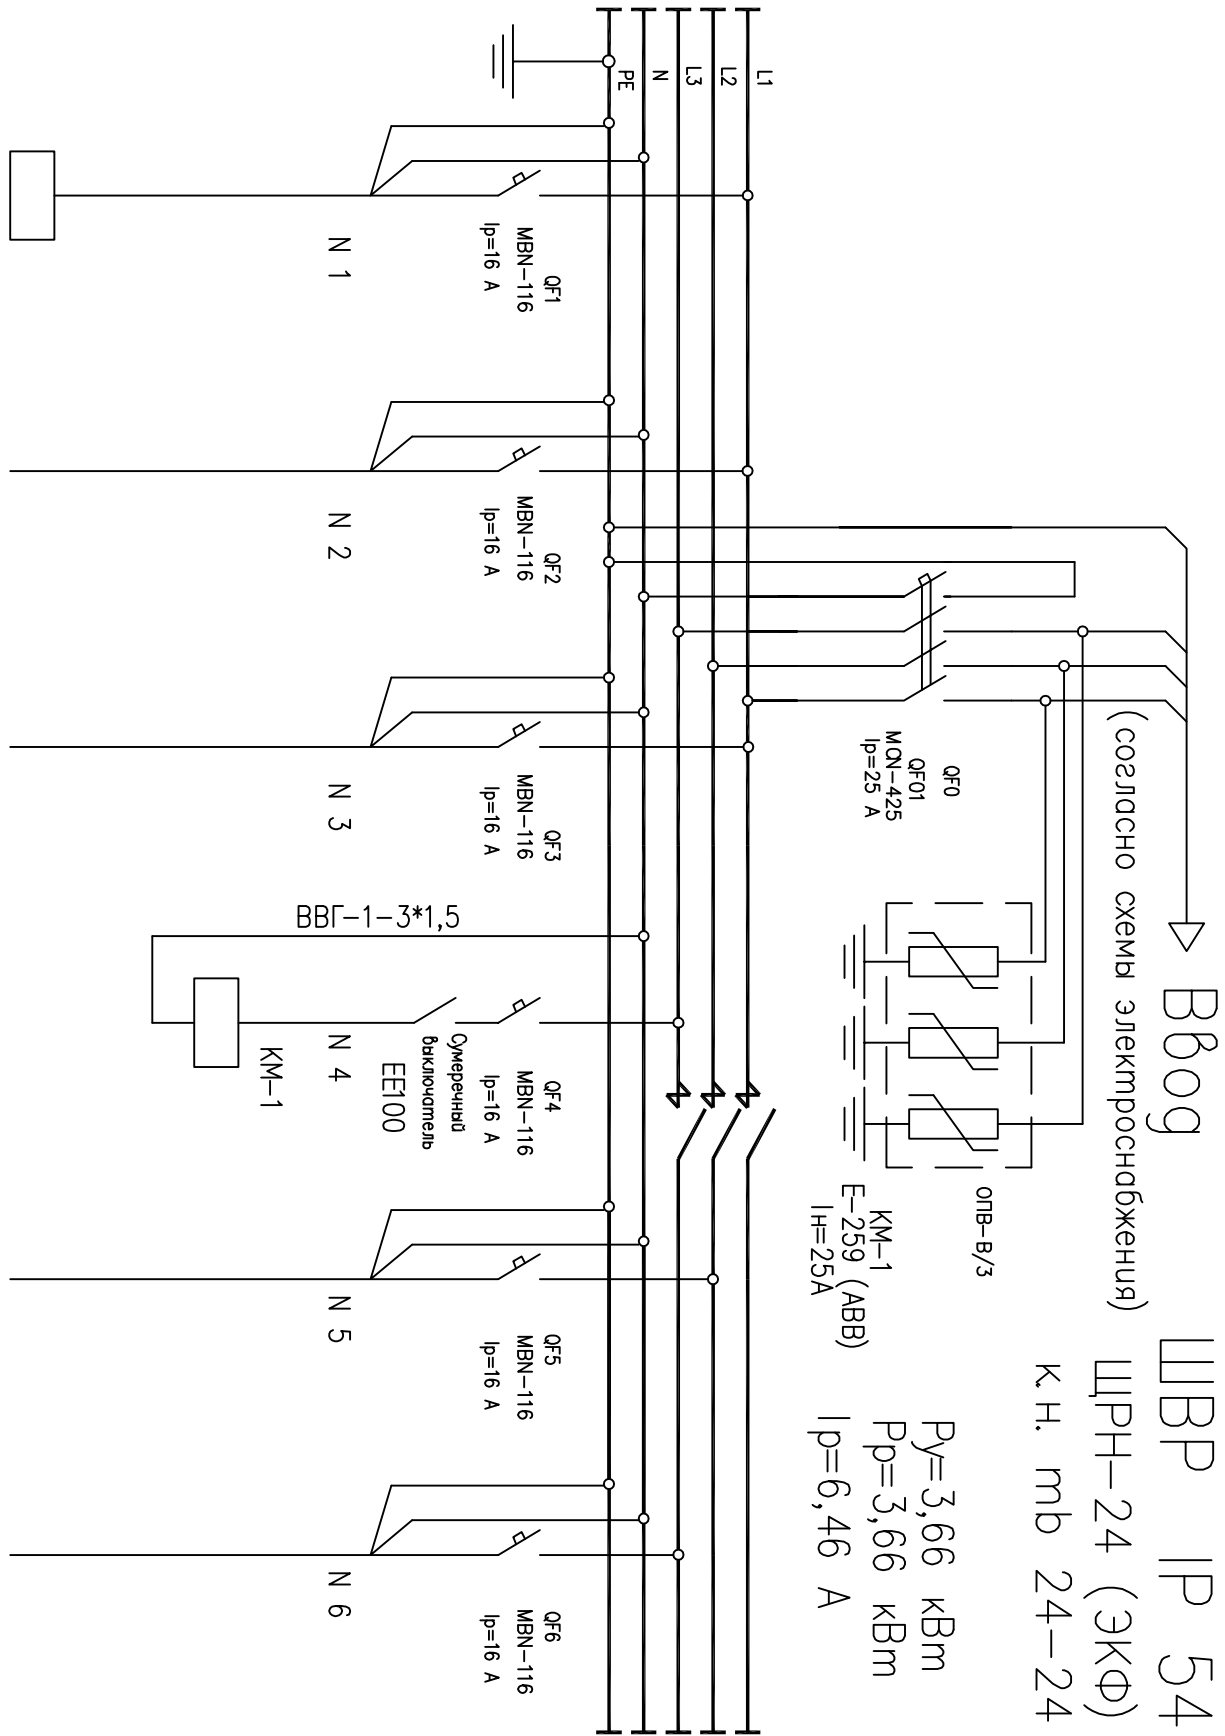 ШВР IP 54
ЩРН-24 (ЭКФ)
К.Н. mb 24-24
Ввод
(согласно схемы электроснабжения)
Ру=3,66 кВт
Рр=3,66 кВт
Iр=6,46 А
ОПВ-В/3
QF0
QF01
MCN-425
Iр=25 А
КМ-1
Е-259 (АВВ)
Iн=25А
L1
L2
L3
N
PE
QF1
MBN-116
Iр=16 А
N 1
QF2
MBN-116
Iр=16 А
N 2
QF3
MBN-116
Iр=16 А
N 3
ВВГ-1-3*1,5
QF4
MBN-116
Iр=16 А
Сумеречный
выключатель
ЕЕ100
N 4
КМ-1
QF5
MBN-116
Iр=16 А
N 5
QF6
MBN-116
Iр=16 А
N 6